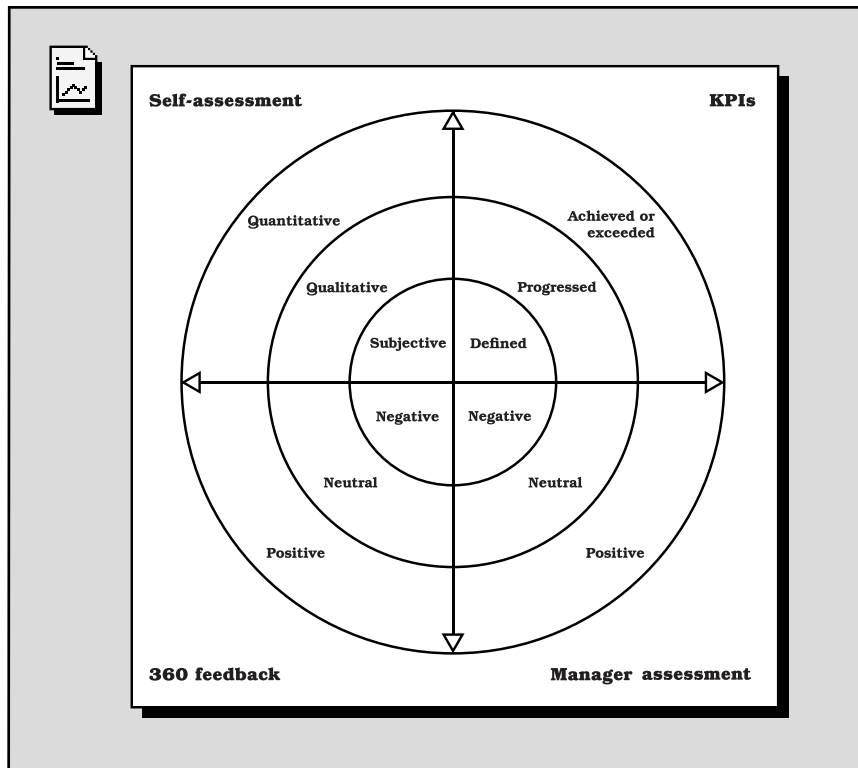 Self-assessment
KPIs
Quantitative
Achieved or
exceeded
Qualitative
Progressed
Subjective
Defined
Negative
Negative
Neutral
Neutral
Positive
Positive
360 feedback
Manager assessment